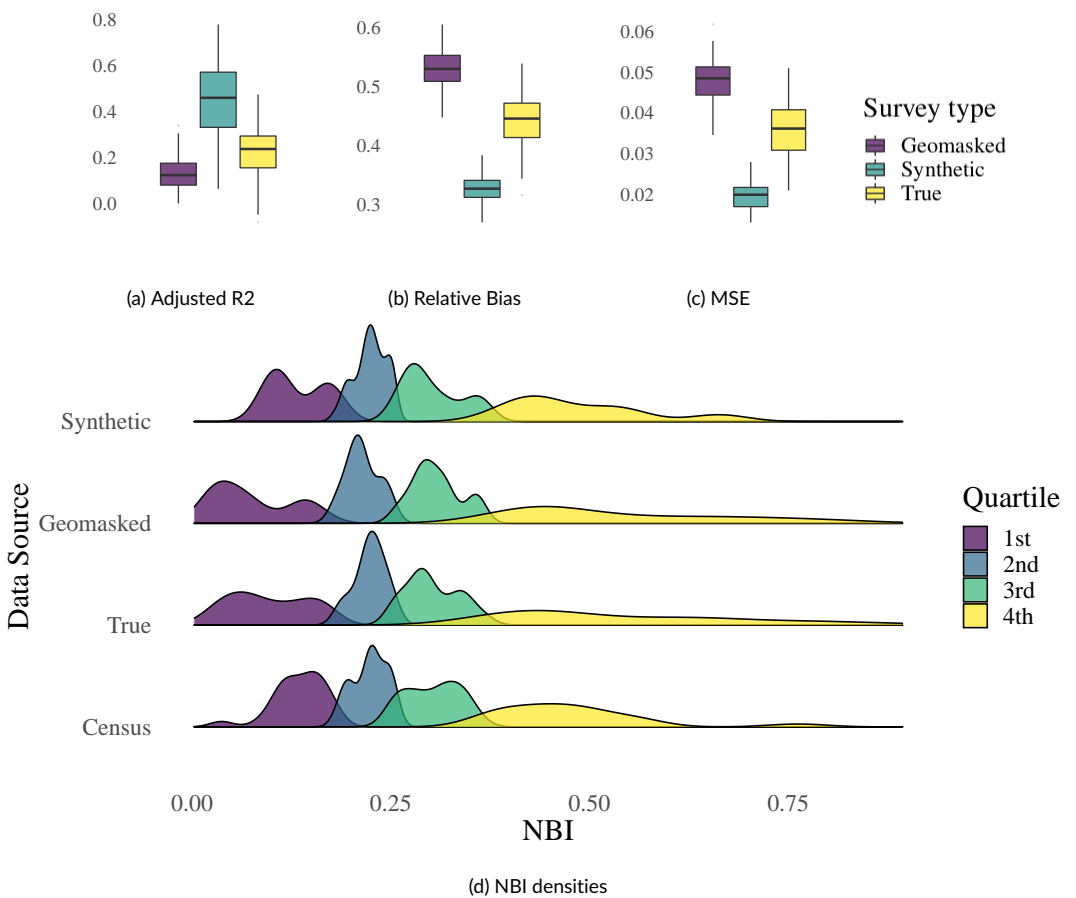 0.8
0.6
0.4
0.2
0.0
0.6
0.5
0.4
0.3
0.06
0.05
0.04
0.03
0.02
Survey type
Geomasked
Synthetic
True
(a) Adjusted R2
(b) Relative Bias
(c) MSE
Data Source
Synthetic
Geomasked
True
Census
Quartile
1st
2nd
3rd
4th
0.00 0.25 0.50 0.75
NBI
(d) NBI densities